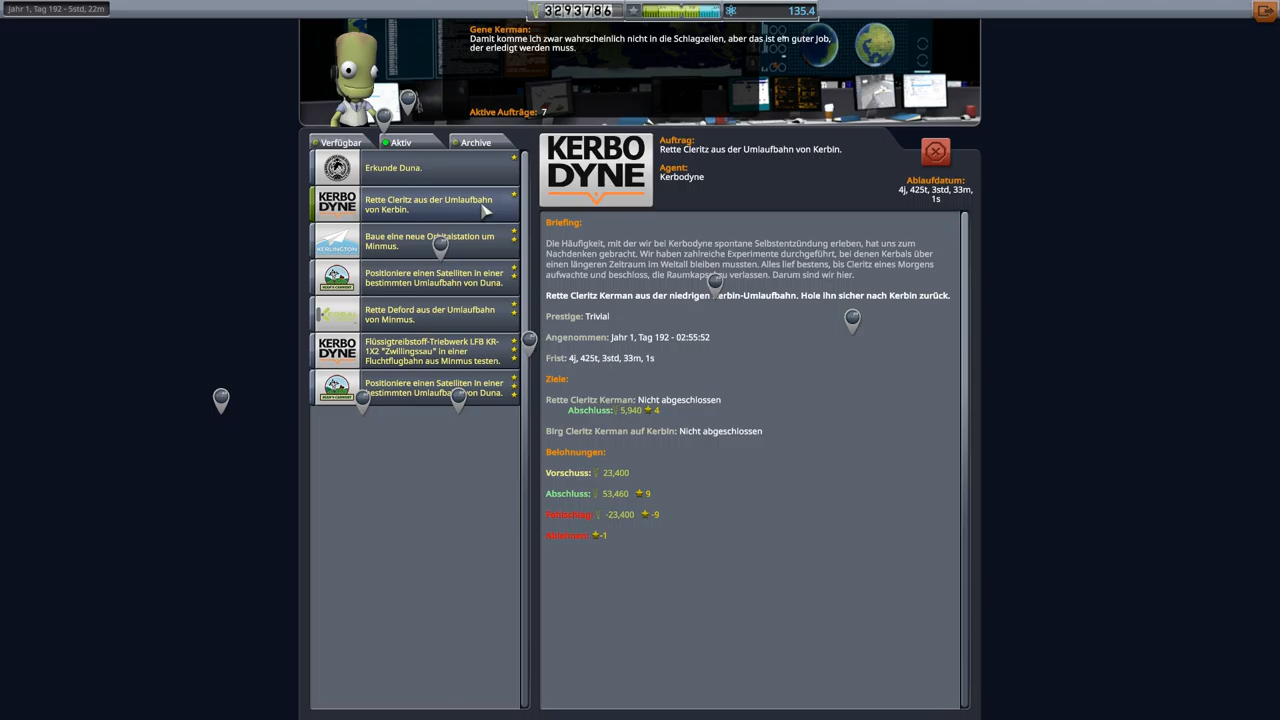 Jahr 1, Tag 192 - 5std, 22m
3293786
135.4
Gene Kerman:
Damit komme ich zwar wahrscheinlich nicht in die Schlagzeilen, aber das ist ein guter Job,
der erledigt werden muss.
Aktive Aufträge: 7
Verfügbar
Aktiv
Archive
Erkunde Duna.
KERBO
DYNE
Rette Cleritz aus der Umlaufbahn
von Kerbin.
KERLINGTON
Baue eine neue Orbitalstation um
Minmus.
Positioniere einen Satelliten in einer
bestimmten Umlaufbahn von Duna.
Rette Deford aus der Umlaufbahn
von Minmus.
KERBO
DYNE
Flüssigtreibstoff-Triebwerk LFB KR-
1X2 "Zwillingssau" in einer
Fluchtflugbahn aus Minmus testen.
Positioniere einen Satelliten in einer
bestimmten Umlaufbahn von Duna.
KERBO
DYNE
Auftrag:
Rette Cleritz aus der Umlaufbahn von Kerbin.
Agent:
Kerbodyne
Ablaufdatum:
4j, 425t, 3std, 33m,
1s
Briefing:
Die Häufigkeit, mit der wir bei Kerbodyne spontane Selbstentzündung erleben, hat uns zum
Nachdenken gebracht. Wir haben zahlreiche Experimente durchgeführt, bei denen Kerbals über
einen längeren Zeitraum im Weltall bleiben mussten. Alles lief bestens, bis Cleritz eines Morgens
aufwachte und beschloss, die Raumkapsel zu verlassen. Darum sind wir hier.
Rette Cleritz Kerman aus der niedrigen Kerbin-Umlaufbahn. Hole ihn sicher nach Kerbin zurück.
Prestige: Trivial
Angenommen: Jahr 1, Tag 192 - 02:55:52
Frist: 4j, 425t, 3std, 33m, 1s
Ziele:
Rette Cleritz Kerman: Nicht abgeschlossen
Abschluss: 5,940 4
Birg Cleritz Kerman auf Kerbin: Nicht abgeschlossen
Belohnungen:
Vorschuss: 23,400
Abschluss: 53,460 9
Fehlschlag: -23,400 -9
Ablehnen: -1